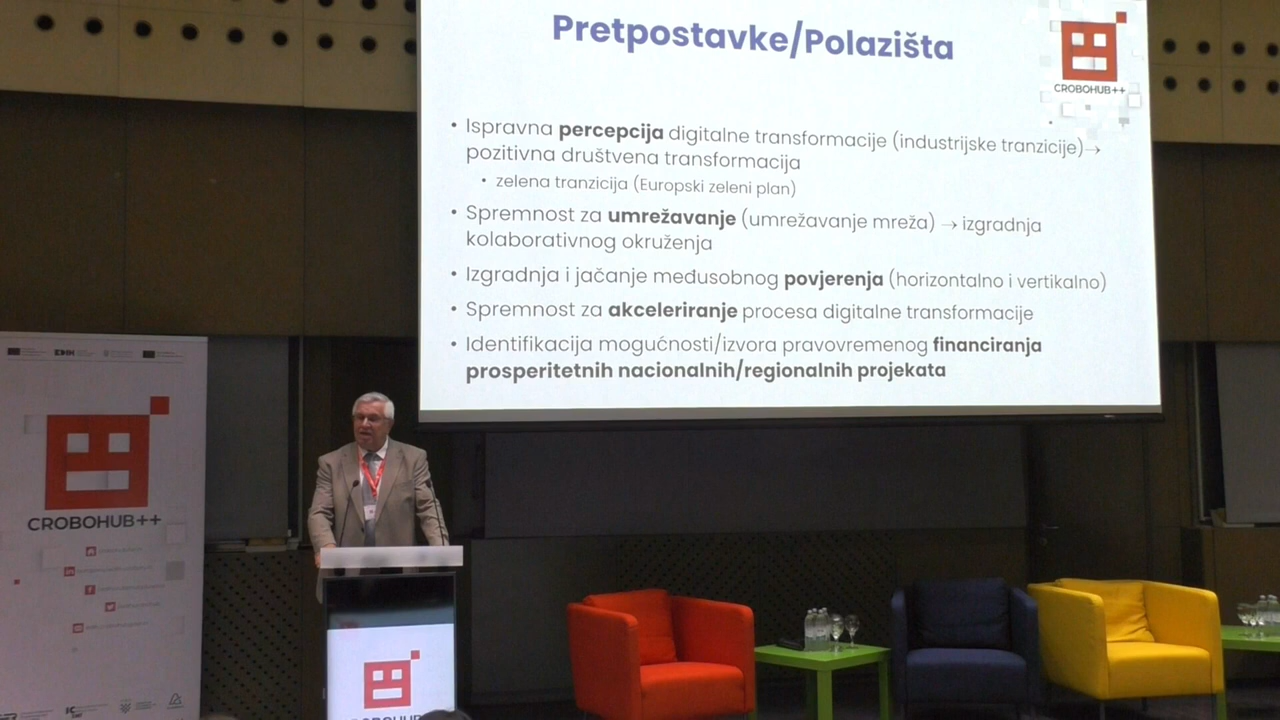 Pretpostavke/Polazišta
CROBOHUB++
• Ispravna percepcija digitalne transformacije (industrijske tranzicije)→
pozitivna društvena transformacija
• zelena tranzicija (Europski zeleni plan)
• Spremnost za umrežavanje (umrežavanje mreža) → izgradnja
kolaborativnog okruženja
• Izgradnja i jačanje međusobnog povjerenja (horizontalno i vertikalno)
• Spremnost za akceleriranje procesa digitalne transformacije
• Identifikacija mogućnosti/izvora pravovremenog financiranja
prosperitetnih nacionalnih/regionalnih projekata
EDIH
CROBOHUB++
CROBOHUB